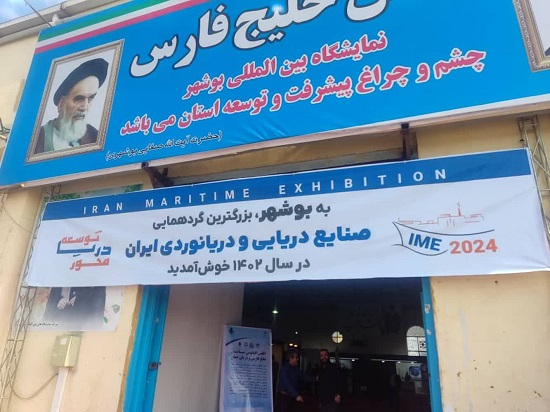 خلیج فارس
نمایشگاه بین المللی بوشهر
چشم و چراغ پیشرفت و توسعه استان می باشد
IRAN MARITIME EXHIBITION
به بوشهر، بزرگترین گردهمایی
صنایع دریایی و دریانوردی ایران
در سال ۱۴۰۲ خوش‌آمدید
توسعه
دریا
محور
IME 2024